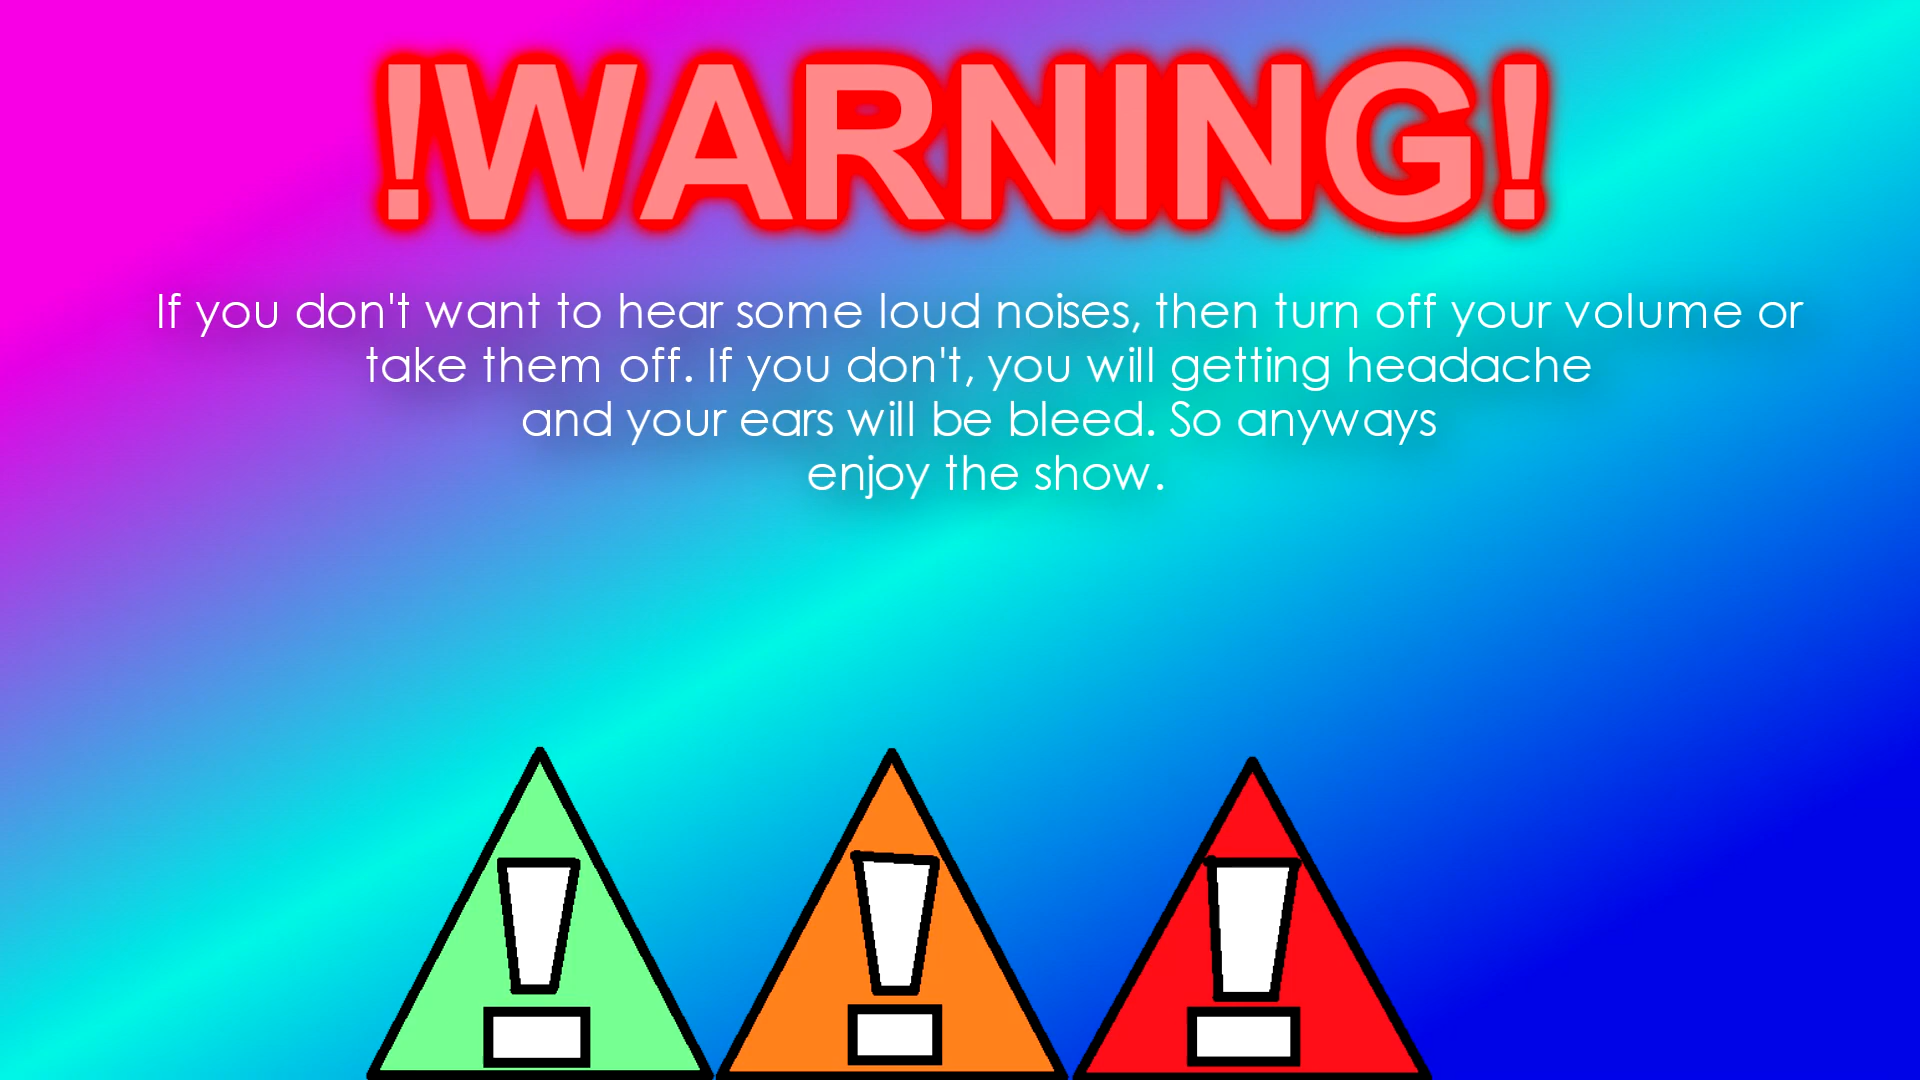 !WARNING!
If you don't want to hear some loud noises, then turn off your volume or
take them off. If you don't, you will getting headache
and your ears will be bleed. So anyways
enjoy the show.
!
!
!